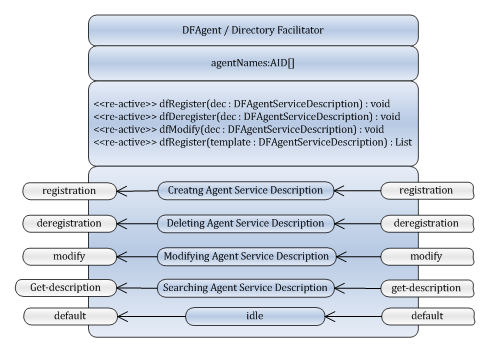 DFAgent / Directory Facilitator
agentNames:AID[]
<<re-active>> dfRegister(dec : DFAgentServiceDescription) : void
<<re-active>> dfDeregister(dec : DFAgentServiceDescription) : void
<<re-active>> dfModify(dec : DFAgentServiceDescription) : void
<<re-active>> dfRegister(template : DFAgentServiceDescription) : List
registration Creatng Agent Service Description registration
deregistration Deleting Agent Service Description deregistration
modify Modifying Agent Service Description modify
Get-description Searching Agent Service Description get-description
default idle default